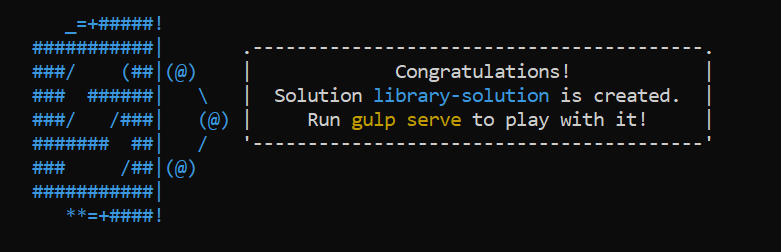 _=+#####!
###########|
###/    (##|(@)
###  ######|   \
###/   /###|   (@)
#######  ##|   /
###     /##|(@)
###########|
**=+####!
.-----------------------------------------.
|             Congratulations!            |
|  Solution library-solution is created.  |
|     Run gulp serve to play with it!     |
'-----------------------------------------'